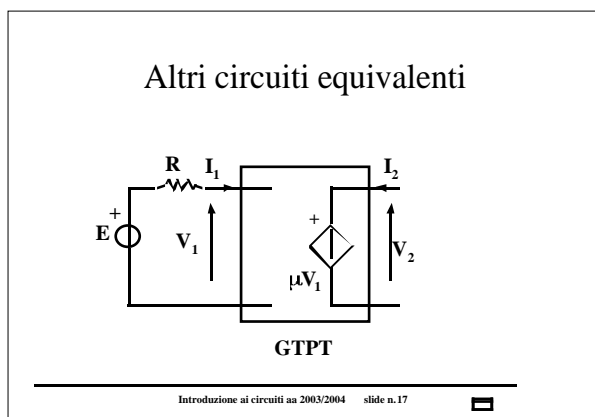 Altri circuiti equivalenti
R I₁ I₂
+
E V₁ + μV₁ V₂
GTPT
Introduzione ai circuiti aa 2003/2004 slide n.17